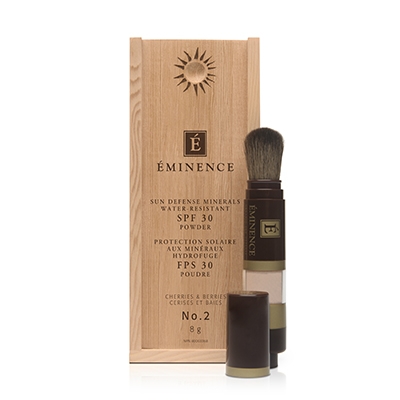 É
ÉMINENCE
SUN DEFENSE MINERALS
WATER-RESISTANT
SPF 30
POWDER
PROTECTION SOLAIRE
AUX MINÉRAUX
HYDROFUGE
FPS 30
POUDRE
CHERRIES & BERRIES
CERISES ET BAIES
No.2
8 g
É
ÉMINENCE